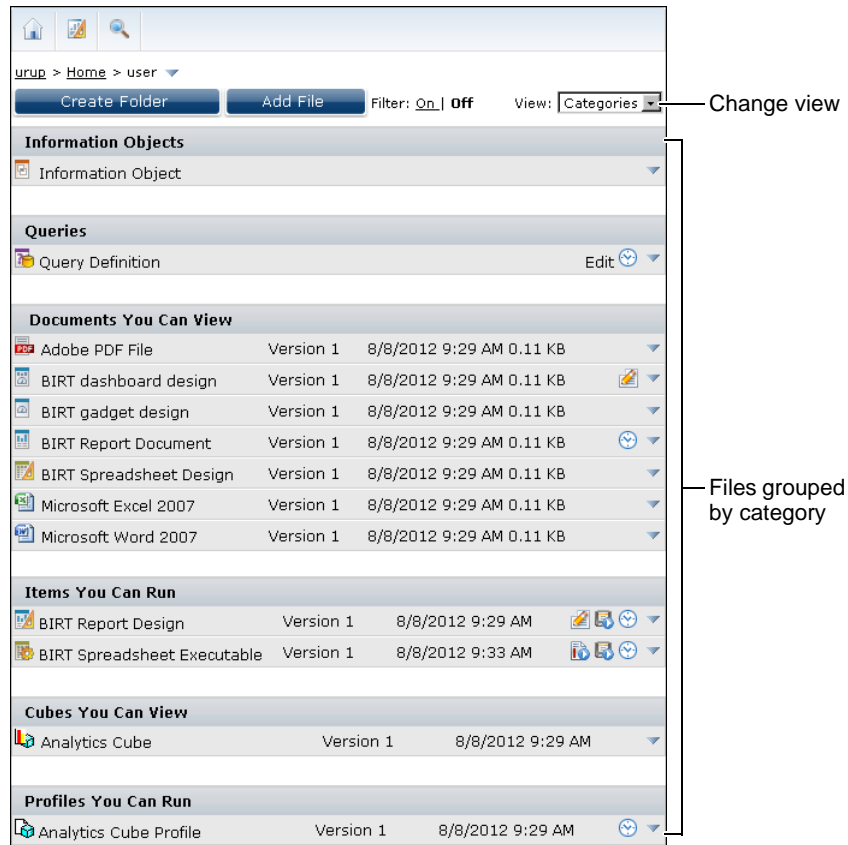 urup > Home > user
Create Folder Add File Filter: On | Off View: Categories
Change view
Information Objects
Information Object
Queries
Query Definition Edit
Documents You Can View
Adobe PDF File Version 1 8/8/2012 9:29 AM 0.11 KB
BIRT dashboard design Version 1 8/8/2012 9:29 AM 0.11 KB
BIRT gadget design Version 1 8/8/2012 9:29 AM 0.11 KB
BIRT Report Document Version 1 8/8/2012 9:29 AM 0.11 KB
BIRT Spreadsheet Design Version 1 8/8/2012 9:29 AM 0.11 KB
Microsoft Excel 2007 Version 1 8/8/2012 9:29 AM 0.11 KB
Microsoft Word 2007 Version 1 8/8/2012 9:29 AM 0.11 KB
Files grouped
by category
Items You Can Run
BIRT Report Design Version 1 8/8/2012 9:29 AM
BIRT Spreadsheet Executable Version 1 8/8/2012 9:33 AM
Cubes You Can View
Analytics Cube Version 1 8/8/2012 9:29 AM
Profiles You Can Run
Analytics Cube Profile Version 1 8/8/2012 9:29 AM